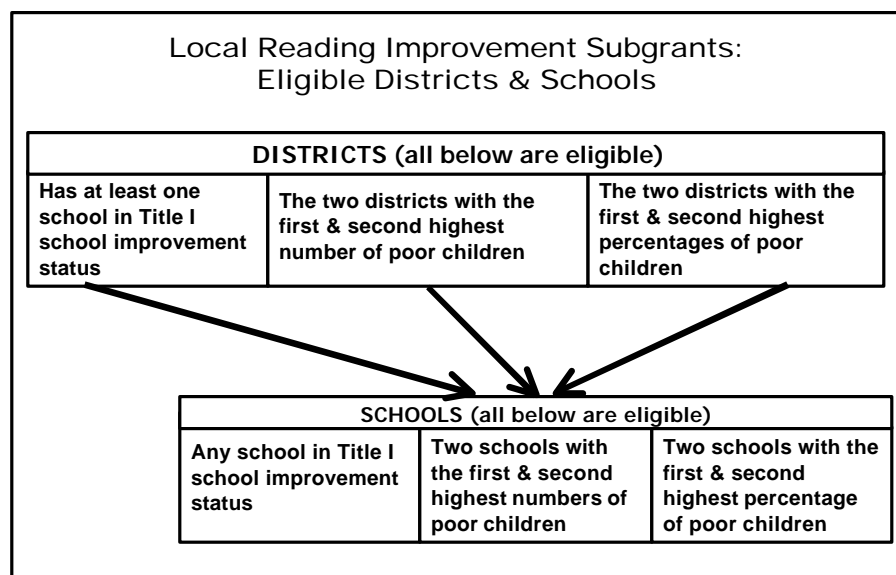 Local Reading Improvement Subgrants:
Eligible Districts & Schools
DISTRICTS (all below are eligible)
Has at least one
school in Title I
school improvement
status
The two districts with the
first & second highest
number of poor children
The two districts with the
first & second highest
percentages of poor
children
SCHOOLS (all below are eligible)
Any school in Title I
school improvement
status
Two schools with
the first & second
highest numbers of
poor children
Two schools with the
first & second
highest percentage
of poor children